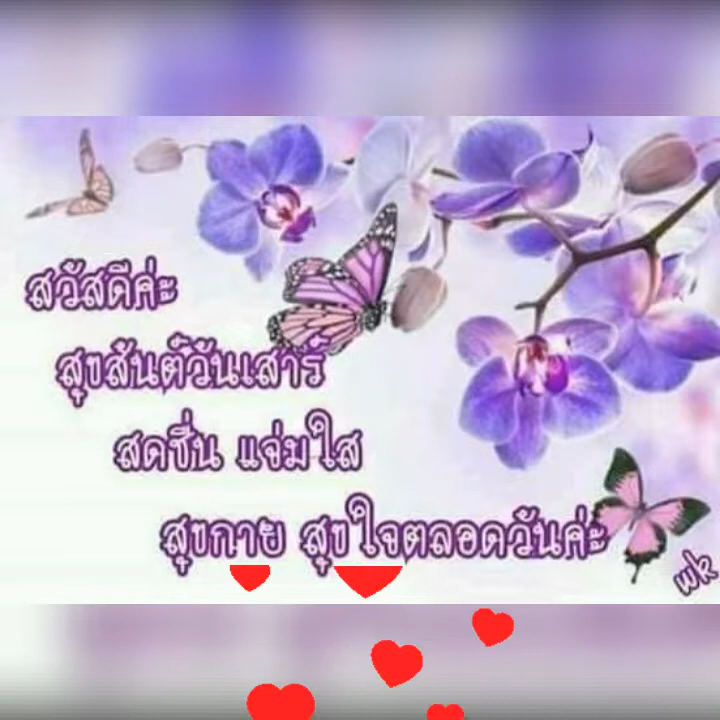 สวัสดีค่ะ
สุขสันต์วันเสาร์
สดชื่น แจ่มใส
สุขกาย สุขใจตลอดวันค่ะ
wk